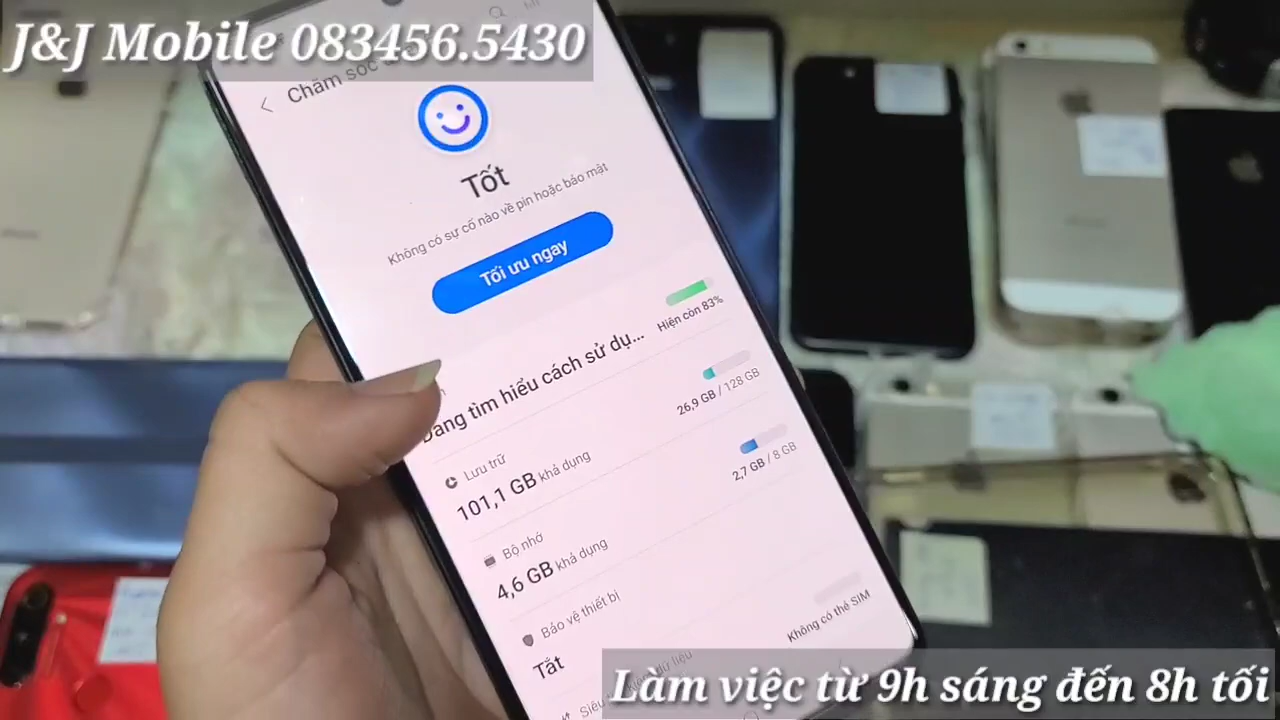 J&J Mobile 083456.5430
Chăm sóc
Tốt
Không có sự cố nào về pin hoặc bảo mật
Tối ưu ngay
Đang tìm hiểu cách sử dụ...
Hiện còn 83%
Lưu trữ
101,1 GB khả dụng
26,9 GB / 128 GB
Bộ nhớ
4,6 GB khả dụng
2,7 GB / 8 GB
Bảo vệ thiết bị
Tắt
Không có thẻ SIM
Làm việc từ 9h sáng đến 8h tối